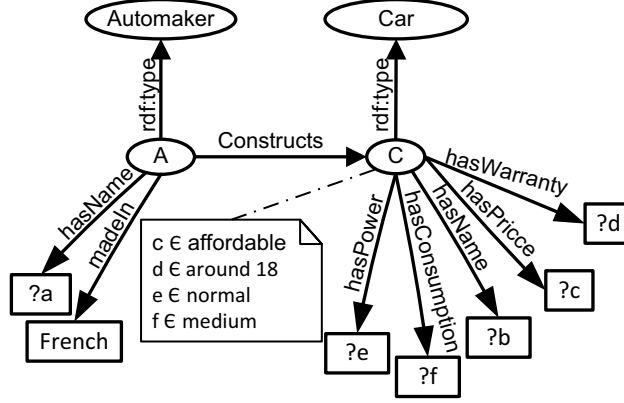 Automaker
Car
rdf:type
rdf:type
A
Constructs
C
hasName
madeIn
hasWarranty
hasPricce
hasName
hasConsumption
hasPower
c Є affordable
d Є around 18
e Є normal
f Є medium
?a
French
?d
?c
?b
?e
?f